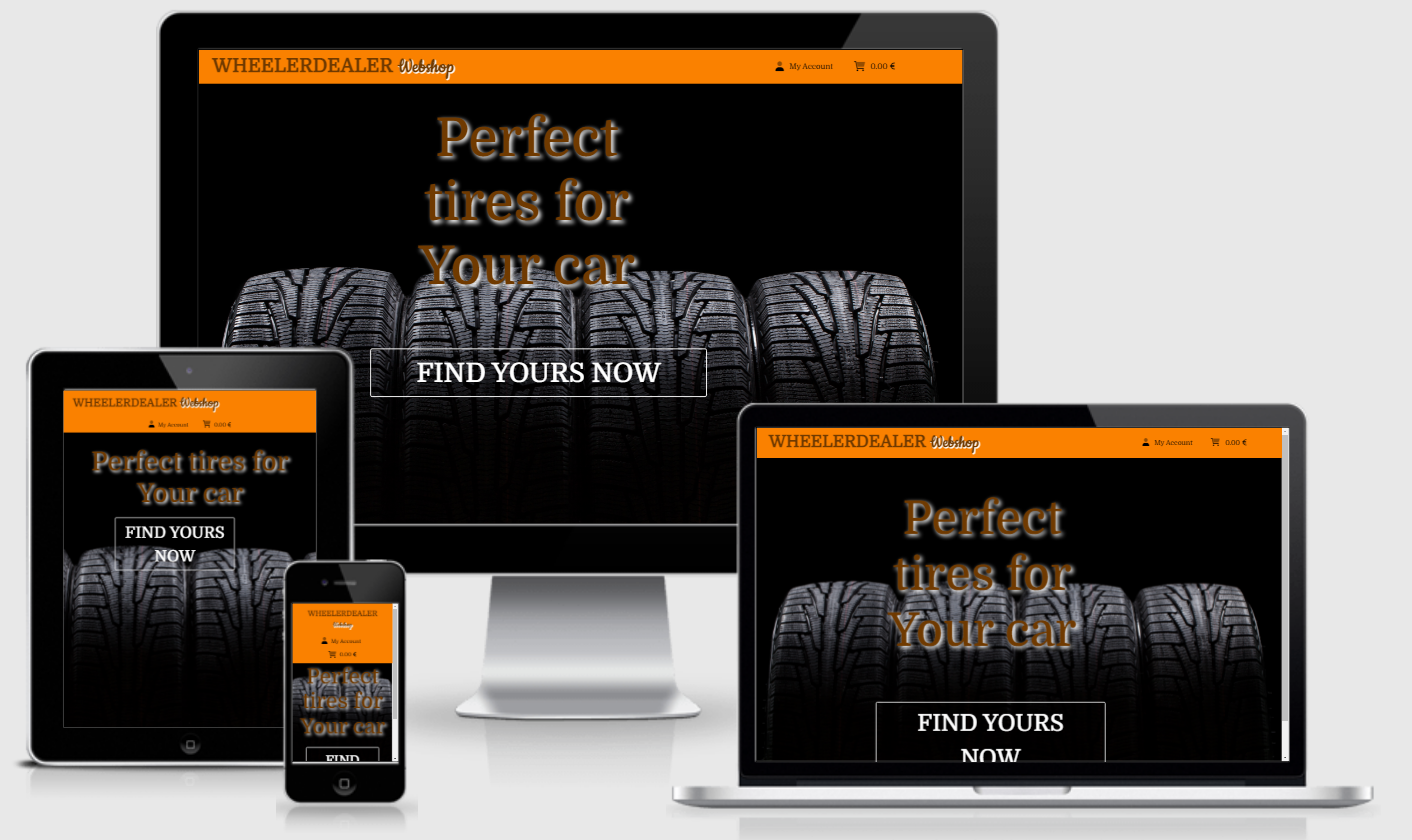 WHEELERDEALER Webshop
My Account 0.00 €
Perfect
tires for
Your car
FIND YOURS NOW
WHEELERDEALER Webshop
My Account 0.00 €
Perfect tires for
Your car
FIND YOURS
NOW
WHEELERDEALER
Webshop
My Account
0.00 €
Perfect
tires for
Your car
FIND
WHEELERDEALER Webshop
My Account 0.00 €
Perfect
tires for
Your car
FIND YOURS
NOW